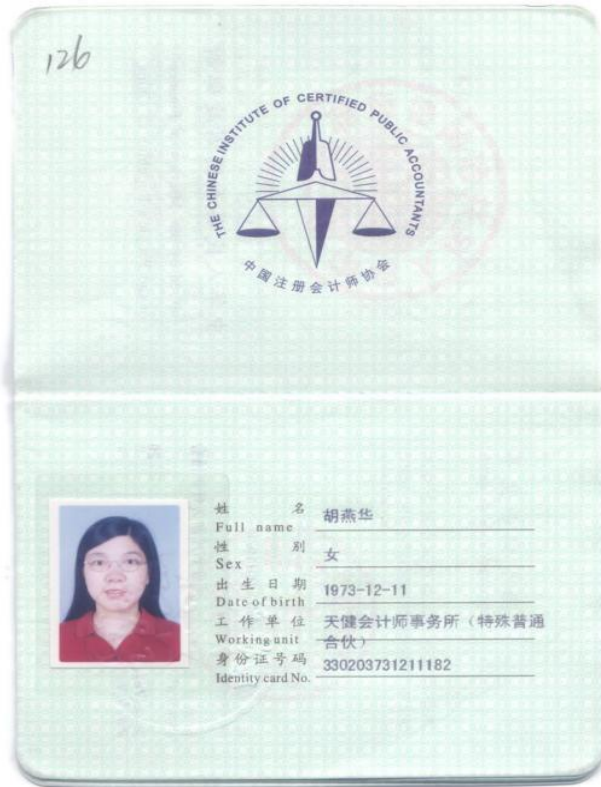 126
THE CHINESE INSTITUTE OF CERTIFIED PUBLIC ACCOUNTANTS
中国注册会计师协会
姓 名 胡燕华
Full name
性 别 女
Sex
出生日期 1973-12-11
Date of birth
工作单位 天健会计师事务所（特殊普通
Working unit 合伙）
身份证号码 330203731211182
Identity card No.